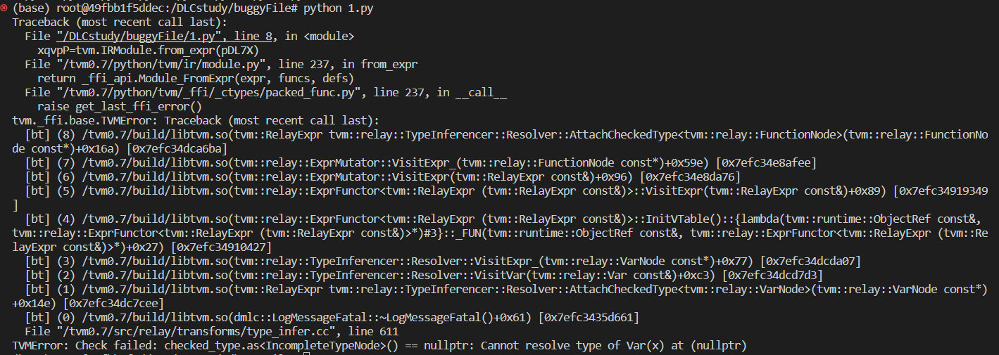 (base) root@49fbb1f5ddec:/DLCstudy/buggyFile# python 1.py
Traceback (most recent call last):
  File "/DLCstudy/buggyFile/1.py", line 8, in <module>
    xqvpP=tvm.IRModule.from_expr(pDL7X)
  File "/tvm0.7/python/tvm/ir/module.py", line 237, in from_expr
    return _ffi_api.Module_FromExpr(expr, funcs, defs)
  File "/tvm0.7/python/tvm/_ffi/_ctypes/packed_func.py", line 237, in __call__
    raise get_last_ffi_error()
tvm._ffi.base.TVMError: Traceback (most recent call last):
  [bt] (8) /tvm0.7/build/libtvm.so(tvm::RelayExpr tvm::relay::TypeInferencer::Resolver::AttachCheckedType<tvm::relay::FunctionNode>(tvm::relay::FunctionNo
de const*)+0x16a) [0x7efc34dca6ba]
  [bt] (7) /tvm0.7/build/libtvm.so(tvm::relay::ExprMutator::VisitExpr_(tvm::relay::FunctionNode const*)+0x59e) [0x7efc34e8afee]
  [bt] (6) /tvm0.7/build/libtvm.so(tvm::relay::ExprMutator::VisitExpr(tvm::RelayExpr const&)+0x96) [0x7efc34e8da76]
  [bt] (5) /tvm0.7/build/libtvm.so(tvm::relay::ExprFunctor<tvm::RelayExpr (tvm::RelayExpr const&)>::VisitExpr(tvm::RelayExpr const&)+0x89) [0x7efc34919349
]
  [bt] (4) /tvm0.7/build/libtvm.so(tvm::relay::ExprFunctor<tvm::RelayExpr (tvm::RelayExpr const&)>::InitVTable()::{lambda(tvm::runtime::ObjectRef const&,
tvm::relay::ExprFunctor<tvm::RelayExpr (tvm::RelayExpr const&)>*)#3}::_FUN(tvm::runtime::ObjectRef const&, tvm::relay::ExprFunctor<tvm::RelayExpr (tvm::Re
layExpr const&)>*)+0x27) [0x7efc34910427]
  [bt] (3) /tvm0.7/build/libtvm.so(tvm::relay::TypeInferencer::Resolver::VisitExpr_(tvm::relay::VarNode const*)+0x77) [0x7efc34dcda07]
  [bt] (2) /tvm0.7/build/libtvm.so(tvm::relay::TypeInferencer::Resolver::VisitVar(tvm::relay::Var const&)+0xc3) [0x7efc34dcd7d3]
  [bt] (1) /tvm0.7/build/libtvm.so(tvm::RelayExpr tvm::relay::TypeInferencer::Resolver::AttachCheckedType<tvm::relay::VarNode>(tvm::relay::VarNode const*)
+0x14e) [0x7efc34dc7cee]
  [bt] (0) /tvm0.7/build/libtvm.so(dmlc::LogMessageFatal::~LogMessageFatal()+0x61) [0x7efc3435d661]
  File "/tvm0.7/src/relay/transforms/type_infer.cc", line 611
TVMError: Check failed: checked_type.as<IncompleteTypeNode>() == nullptr: Cannot resolve type of Var(x) at (nullptr)